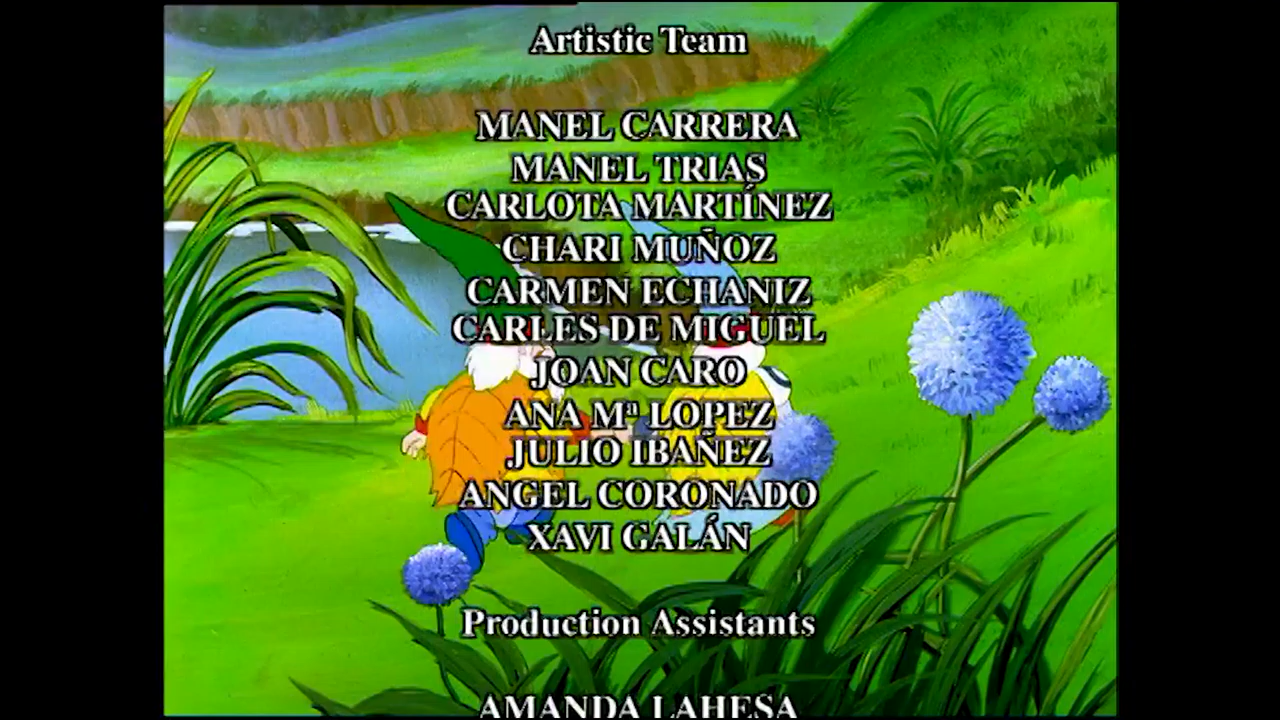 Artistic Team
MANEL CARRERA
MANEL TRIAS
CARLOTA MARTÍNEZ
CHARI MUÑOZ
CARMEN ECHANIZ
CARLES DE MIGUEL
JOAN CARO
ANA Mª LOPEZ
JULIO IBAÑEZ
ANGEL CORONADO
XAVI GALÁN
Production Assistants
AMANDA LAHESA